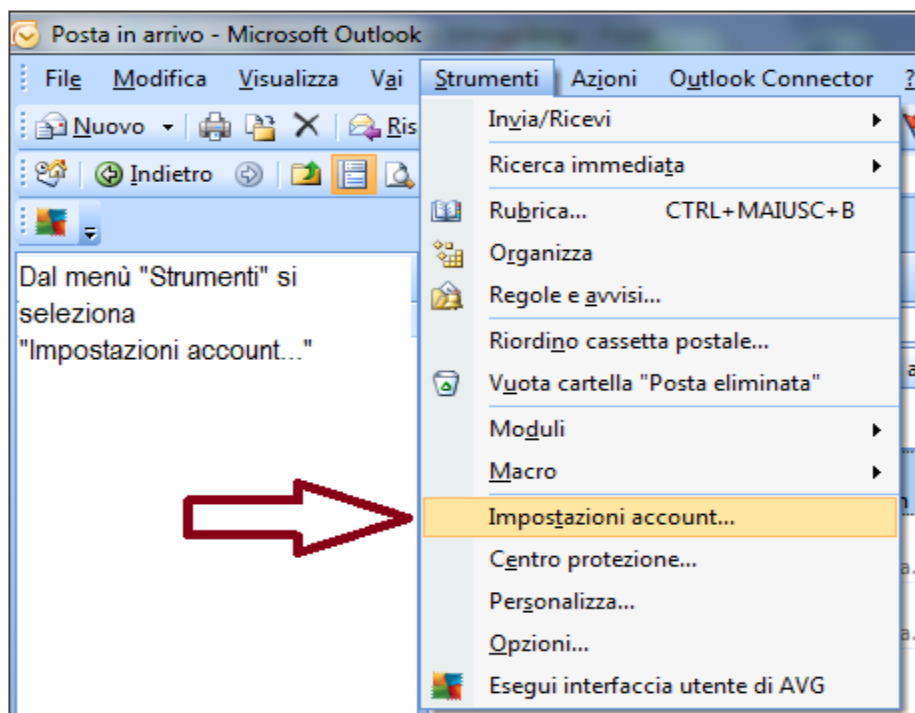 Posta in arrivo - Microsoft Outlook
File Modifica Visualizza Vai Strumenti Azioni Outlook Connector ?
Nuovo Ris
Indietro
Dal menù "Strumenti" si
seleziona
"Impostazioni account..."
Invia/Ricevi
Ricerca immediata
Rubrica... CTRL+MAIUSC+B
Organizza
Regole e avvisi...
Riordino cassetta postale...
Vuota cartella "Posta eliminata"
Moduli
Macro
Impostazioni account...
Centro protezione...
Personalizza...
Opzioni...
Esegui interfaccia utente di AVG